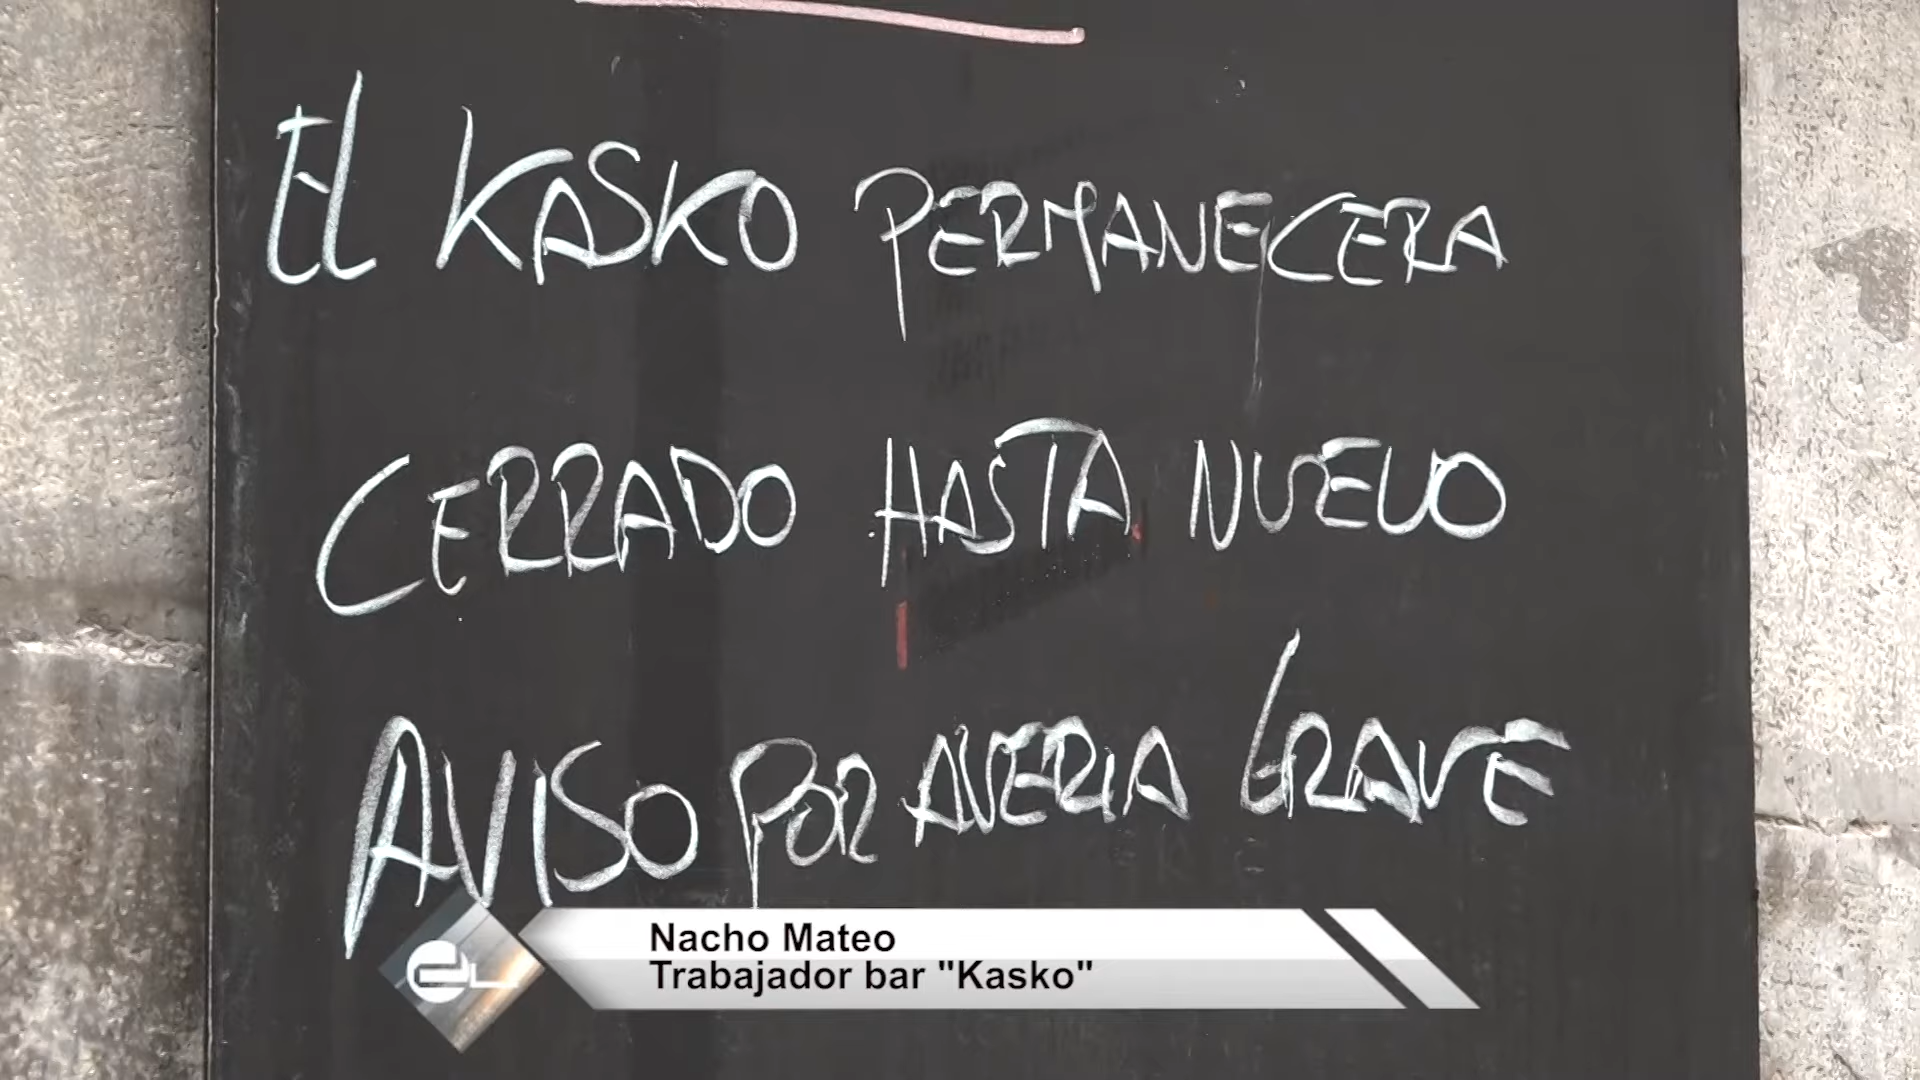 El KASKO PERMANECERA
CERRADO HASTA NUEVO
AVISO POR AVERIA GRAVE
Nacho Mateo
Trabajador bar "Kasko"